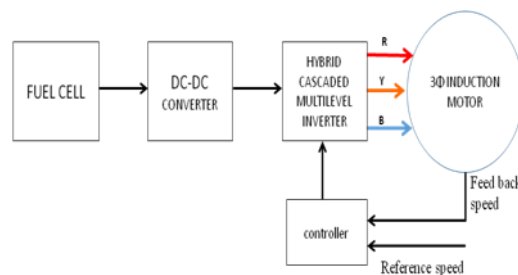 FUEL CELL
DC-DC
CONVERTER
HYBRID
CASCADED
MULTILEVEL
INVERTER
R
Y
B
3Φ INDUCTION
MOTOR
Feed back
speed
controller
Reference speed